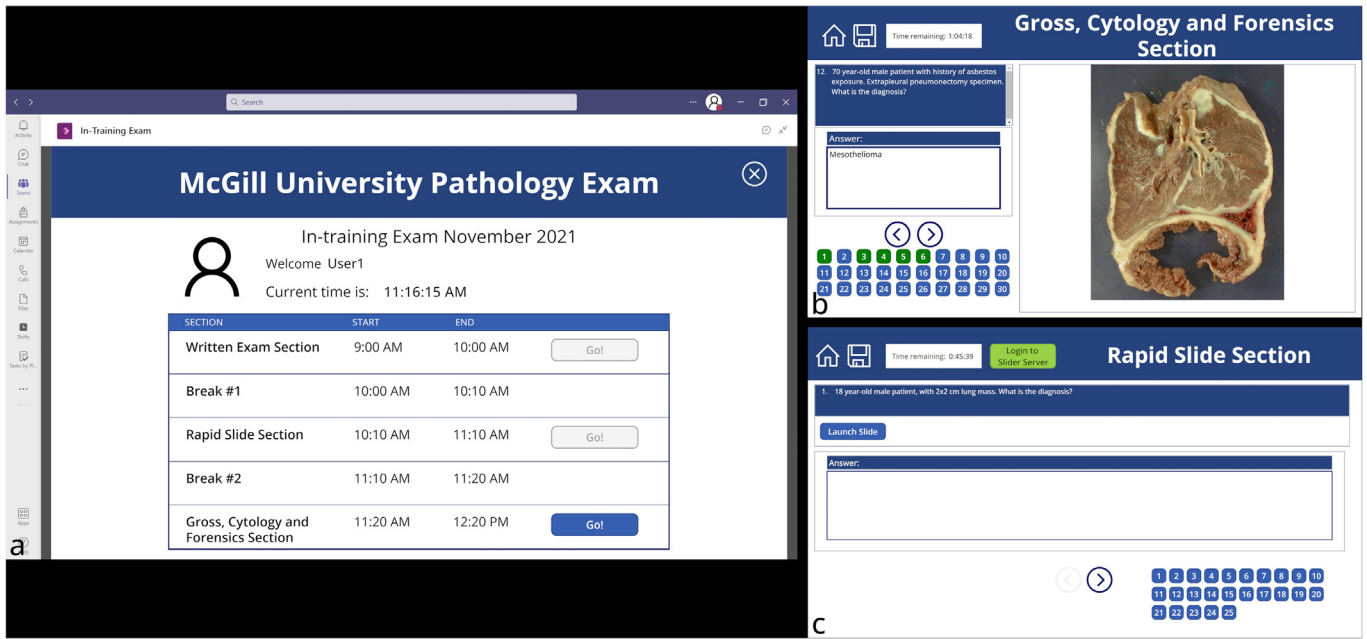 Search
In-Training Exam
Activity
Chat
Teams
Assignments
Calendar
Calls
Files
Shifts
Tasks by Pl...
Apps
McGill University Pathology Exam
In-training Exam November 2021
Welcome User1
Current time is: 11:16:15 AM
SECTION START END
Written Exam Section 9:00 AM 10:00 AM Go!
Break #1 10:00 AM 10:10 AM
Rapid Slide Section 10:10 AM 11:10 AM Go!
Break #2 11:10 AM 11:20 AM
Gross, Cytology and 11:20 AM 12:20 PM Go!
Forensics Section
a
Time remaining: 1:04:18
Gross, Cytology and Forensics
Section
12. 70 year-old male patient with history of asbestos
exposure. Extrapleural pneumonectomy specimen.
What is the diagnosis?
Answer:
Mesothelioma
1 2 3 4 5 6 7 8 9 10
11 12 13 14 15 16 17 18 19 20
21 22 23 24 25 26 27 28 29 30
b
Time remaining: 0:45:39
Login to
Slider Server
Rapid Slide Section
1. 18 year-old male patient, with 2x2 cm lung mass. What is the diagnosis?
Launch Slide
Answer:
1 2 3 4 5 6 7 8 9 10
11 12 13 14 15 16 17 18 19 20
21 22 23 24 25
c